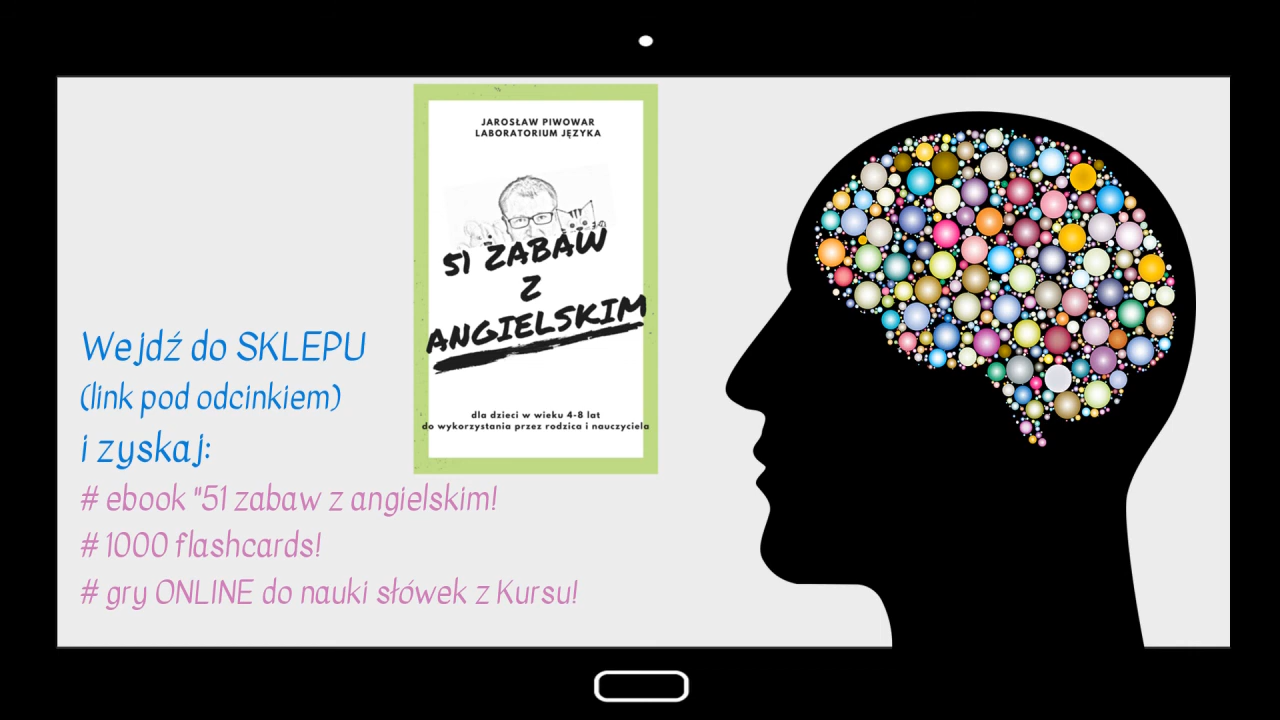 JAROSŁAW PIWOWAR
LABORATORIUM JĘZYKA
51 ZABAW
Z
ANGIELSKIM
dla dzieci w wieku 4-8 lat
do wykorzystania przez rodzica i nauczyciela
Wejdź do SKLEPU
(link pod odcinkiem)
i zyskaj:
# ebook "51 zabaw z angielskim!
# 1000 flashcards!
# gry ONLINE do nauki słówek z Kursu!